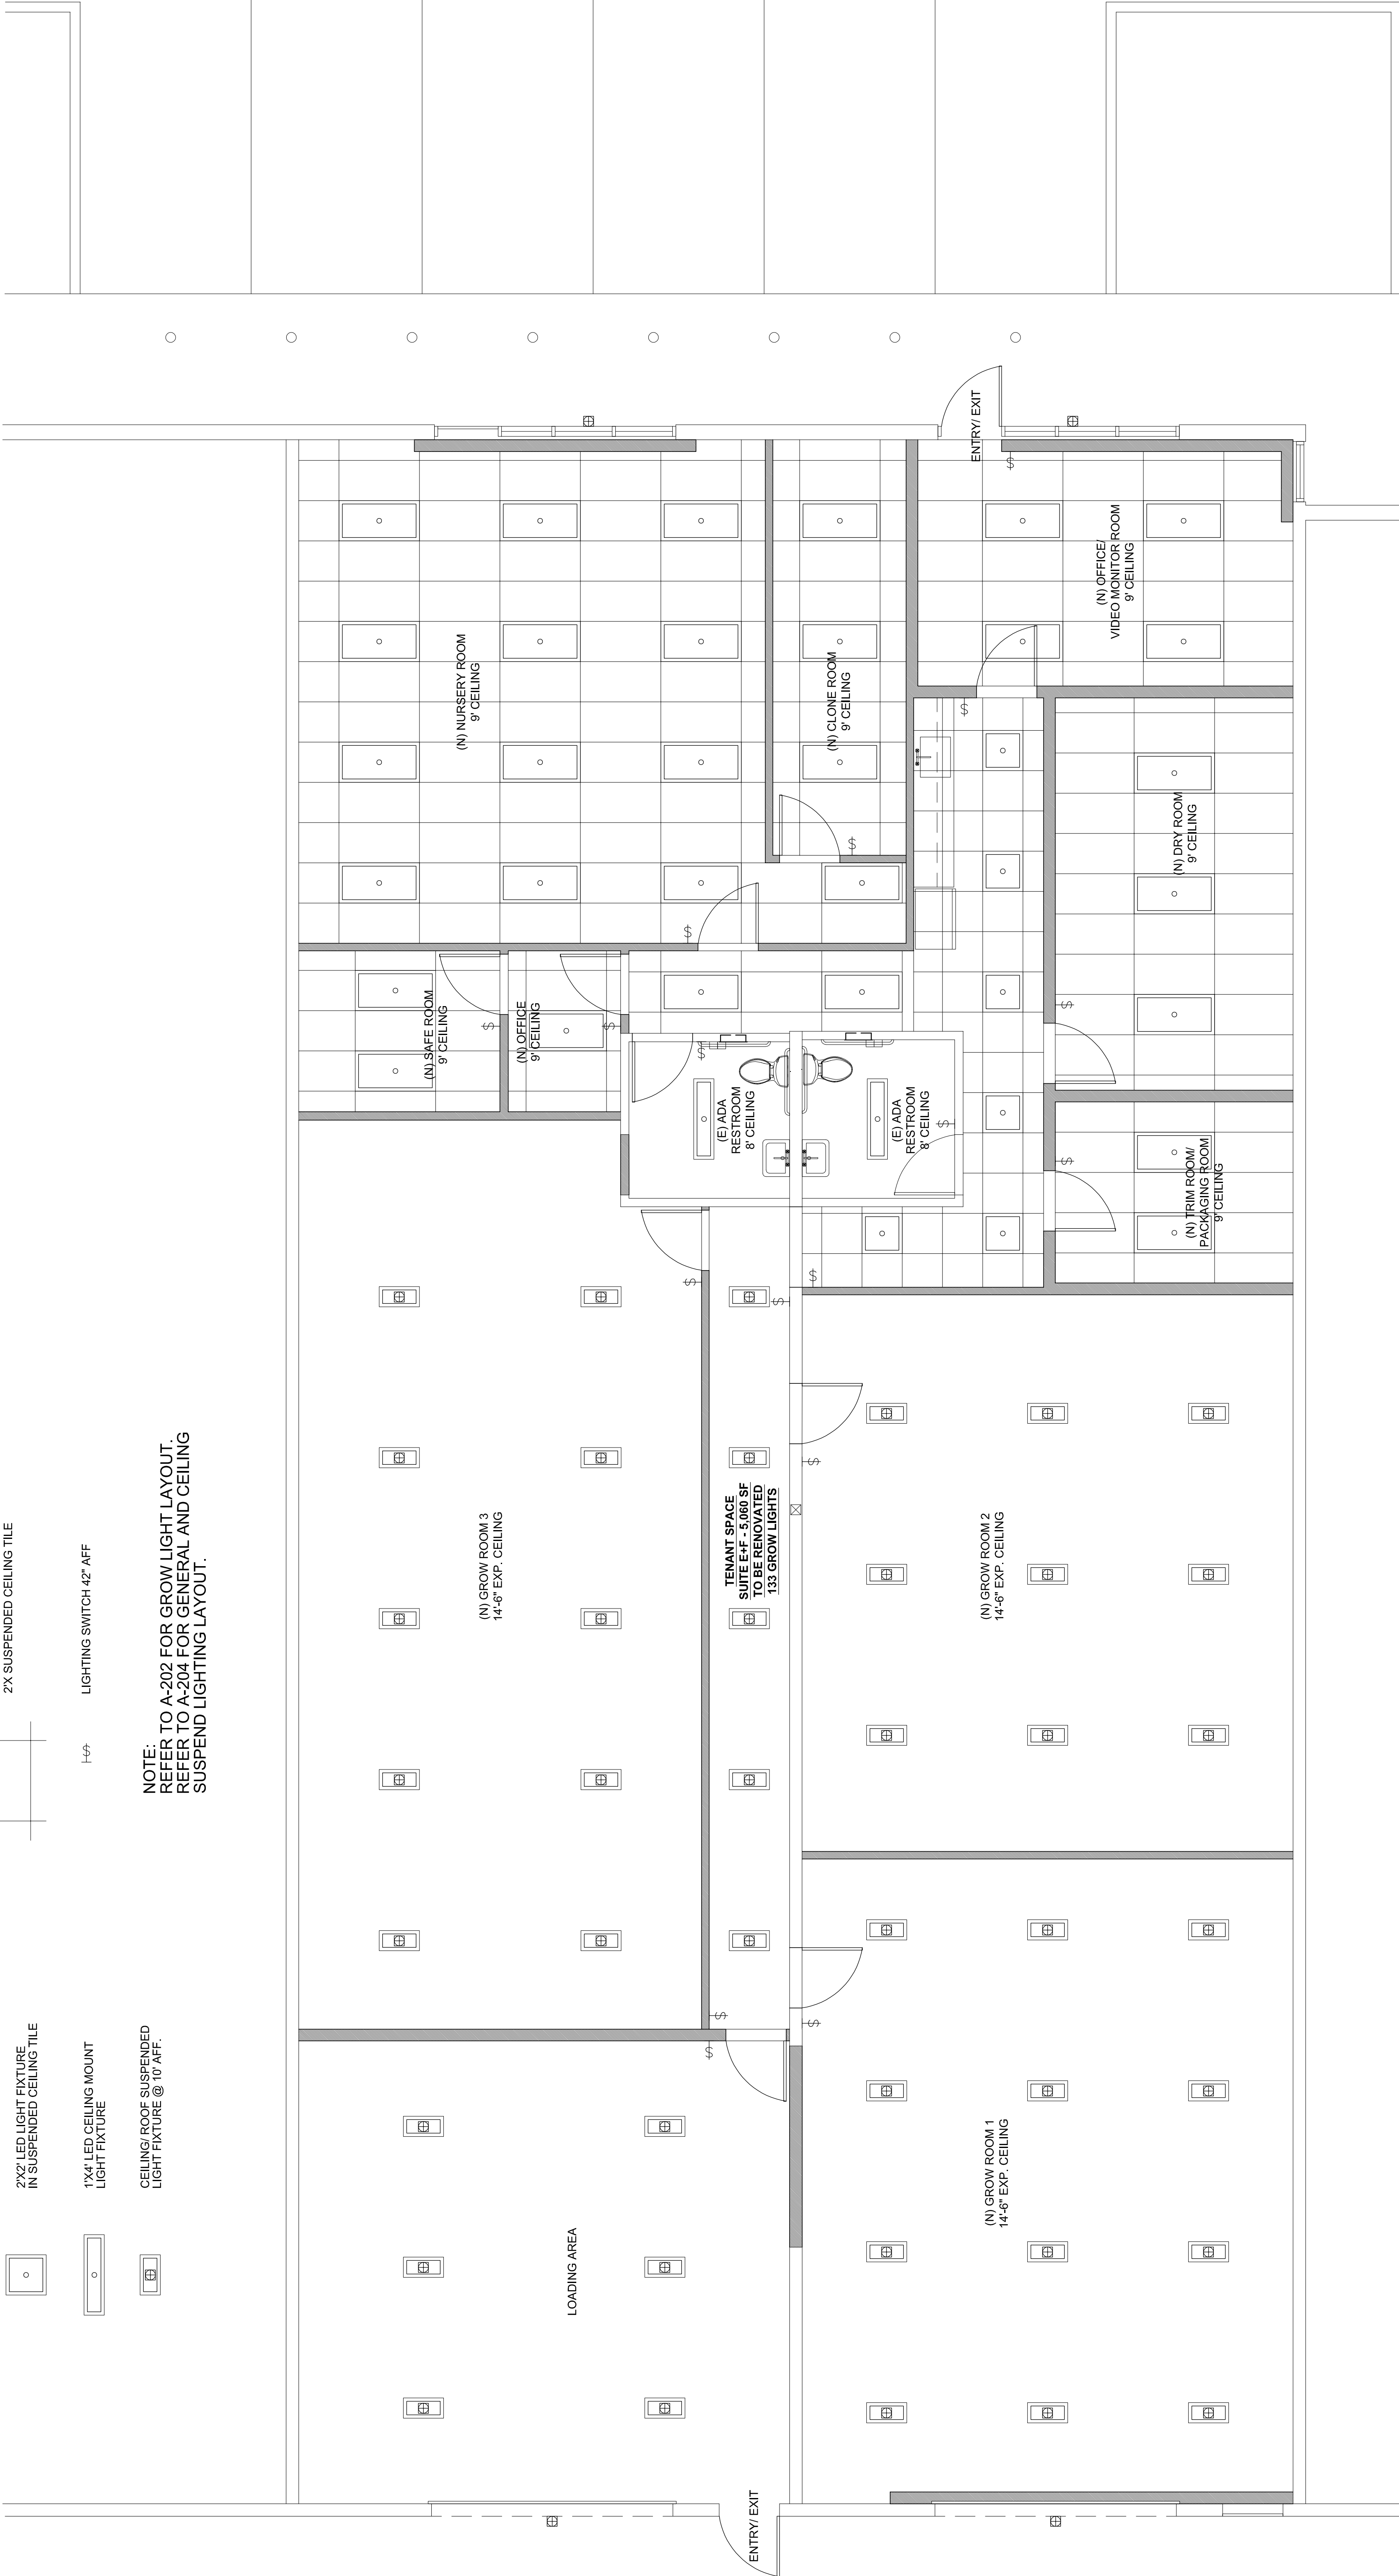 2'X2' LED LIGHT FIXTURE
IN SUSPENDED CEILING TILE
1'X4' LED CEILING MOUNT
LIGHT FIXTURE
CEILING/ ROOF SUSPENDED
LIGHT FIXTURE @ 10' AFF.
2'X SUSPENDED CEILING TILE
LIGHTING SWITCH 42" AFF
NOTE:
REFER TO A-202 FOR GROW LIGHT LAYOUT.
REFER TO A-204 FOR GENERAL AND CEILING
SUSPEND LIGHTING LAYOUT.
LOADING AREA
ENTRY/ EXIT
(N) GROW ROOM 3
14'-6" EXP. CEILING
(N) SAFE ROOM
9' CEILING
(N) OFFICE
9' CEILING
(N) NURSERY ROOM
9' CEILING
TENANT SPACE
SUITE E+F - 5,060 SF
TO BE RENOVATED
133 GROW LIGHTS
(E) ADA
RESTROOM
8' CEILING
(E) ADA
RESTROOM
8' CEILING
(N) CLONE ROOM
9' CEILING
ENTRY/ EXIT
(N) GROW ROOM 1
14'-6" EXP. CEILING
(N) GROW ROOM 2
14'-6" EXP. CEILING
(N) OFFICE/
VIDEO MONITOR ROOM
9' CEILING
(N) DRY ROOM
9' CEILING
(N) TRIM ROOM/
PACKAGING ROOM
9' CEILING